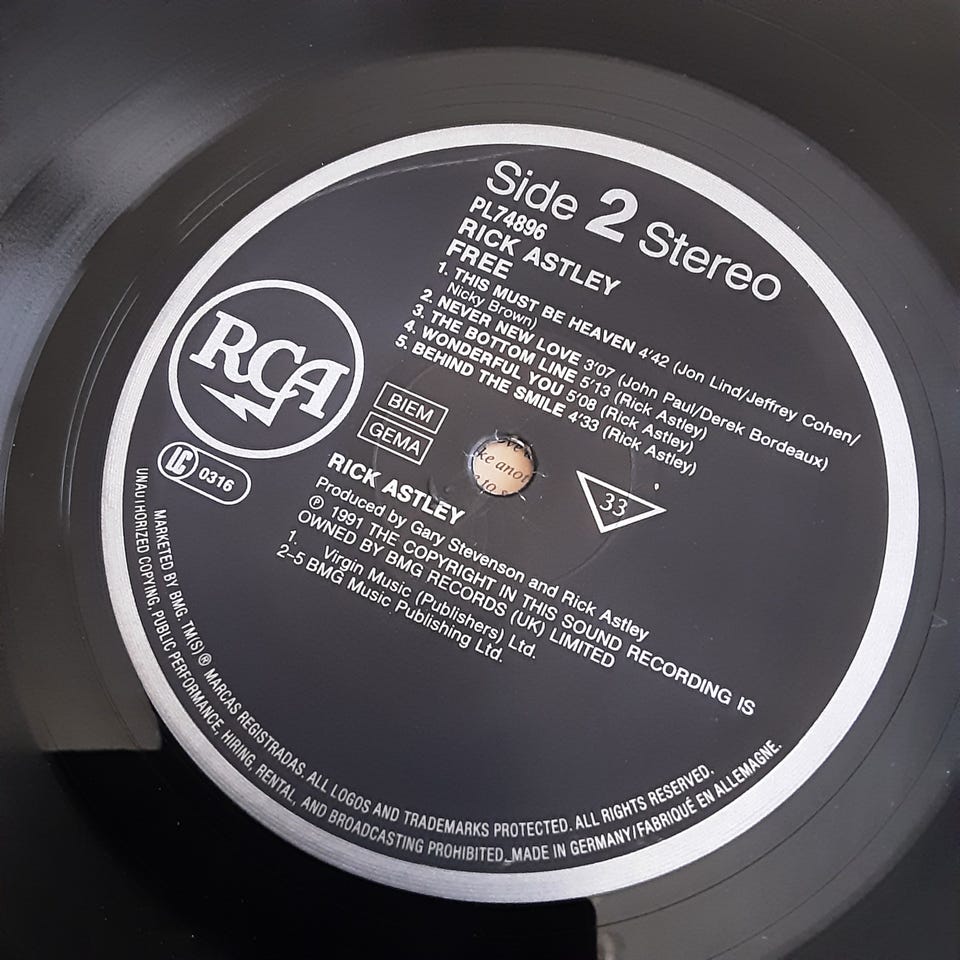 Side 2 Stereo
PL74896
RICK ASTLEY
FREE
1. THIS MUST BE HEAVEN 4'42 (Jon Lind/Jeffrey Cohen/
Nicky Brown)
2. NEVER NEW LOVE 3'07 (John Paul/Derek Bordeaux)
3. THE BOTTOM LINE 5'13 (Rick Astley)
4. WONDERFUL YOU 5'08 (Rick Astley)
5. BEHIND THE SMILE 4'33 (Rick Astley)
RCA
BIEM
GEMA
LC 0316
33
RICK ASTLEY
Produced by Gary Stevenson and Rick Astley
℗ 1991 THE COPYRIGHT IN THIS SOUND RECORDING IS
OWNED BY BMG RECORDS (UK) LIMITED
1. Virgin Music (Publishers) Ltd.
2–5 BMG Music Publishing Ltd.
MARKETED BY BMG. TM(S)® MARCAS REGISTRADAS. ALL LOGOS AND TRADEMARKS PROTECTED. ALL RIGHTS RESERVED.
UNAUTHORIZED COPYING, PUBLIC PERFORMANCE, HIRING, RENTAL, AND BROADCASTING PROHIBITED. MADE IN GERMANY/FABRIQUÉ EN ALLEMAGNE.